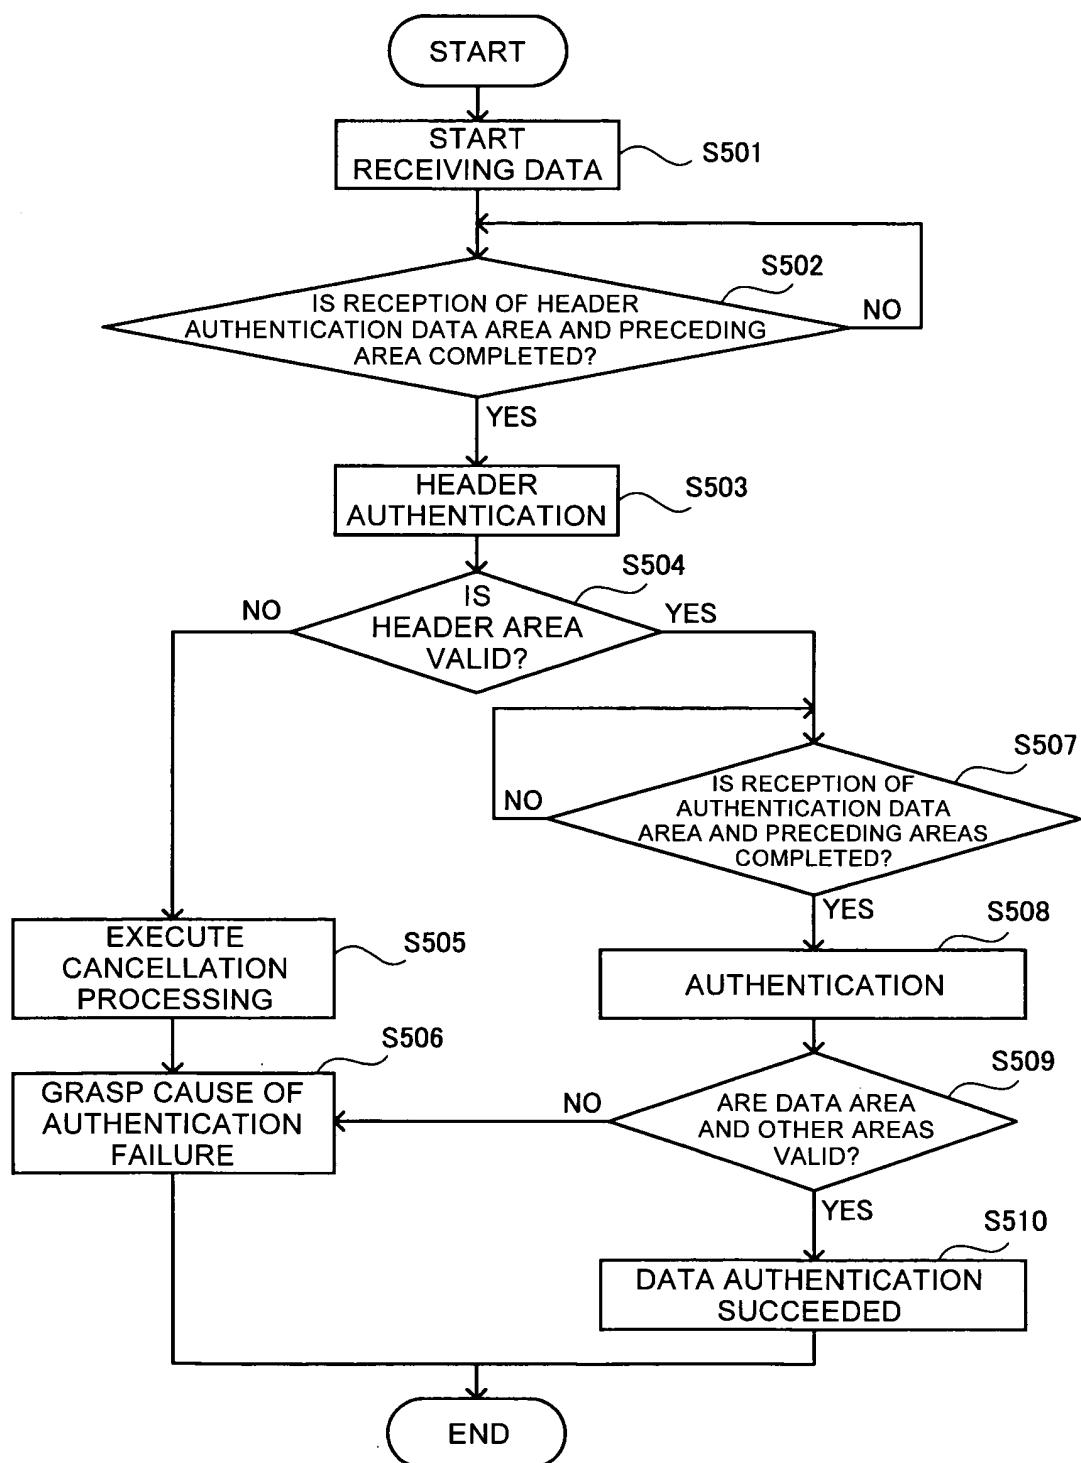 START
START
RECEIVING DATA
S501
S502
IS RECEPTION OF HEADER
AUTHENTICATION DATA AREA AND PRECEDING
AREA COMPLETED?
NO
YES
HEADER
AUTHENTICATION
S503
S504
IS
HEADER AREA
VALID?
NO
YES
S507
IS RECEPTION OF
AUTHENTICATION DATA
AREA AND PRECEDING AREAS
COMPLETED?
NO
YES
EXECUTE
CANCELLATION
PROCESSING
S505
S508
AUTHENTICATION
S506
GRASP CAUSE OF
AUTHENTICATION
FAILURE
S509
ARE DATA AREA
AND OTHER AREAS
VALID?
NO
YES
S510
DATA AUTHENTICATION
SUCCEEDED
END